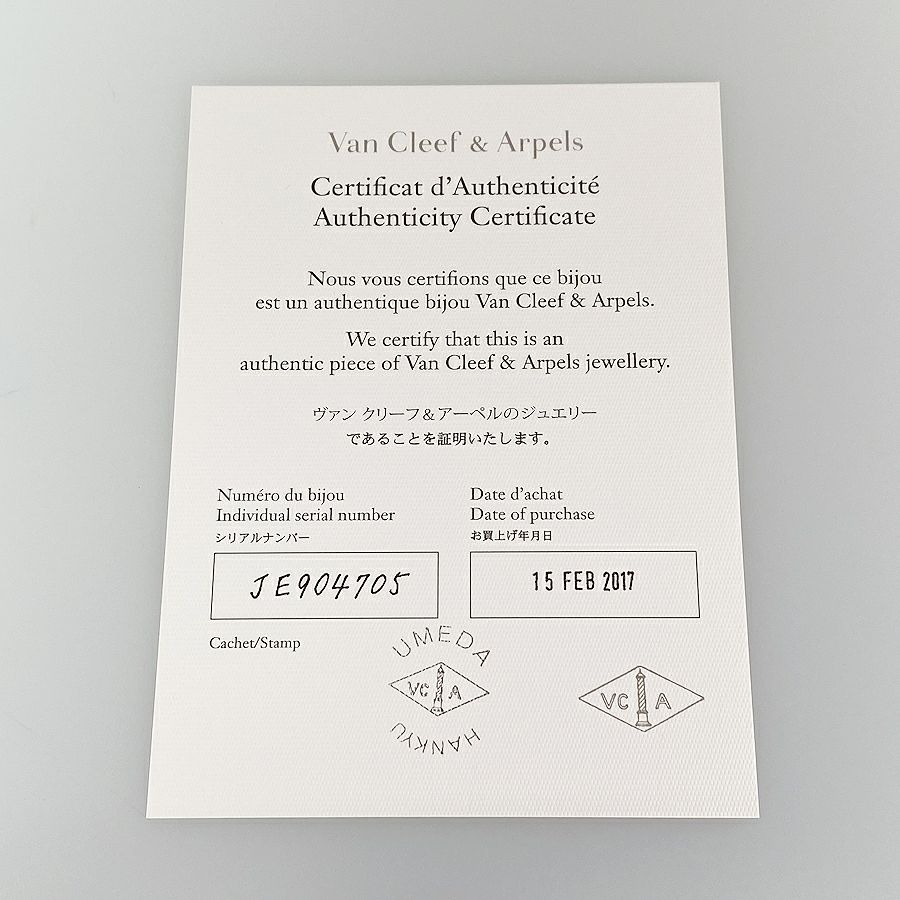 Van Cleef & Arpels
Certificat d'Authenticité
Authenticity Certificate
Nous vous certifions que ce bijou
est un authentique bijou Van Cleef & Arpels.
We certify that this is an
authentic piece of Van Cleef & Arpels jewellery.
ヴァン クリーフ&アーペルのジュエリー
であることを証明いたします。
Numéro du bijou
Individual serial number
シリアルナンバー
JE904705
Date d'achat
Date of purchase
お買上げ年月日
15 FEB 2017
Cachet/Stamp
UMEDA
VC A
HANKYU
VC A